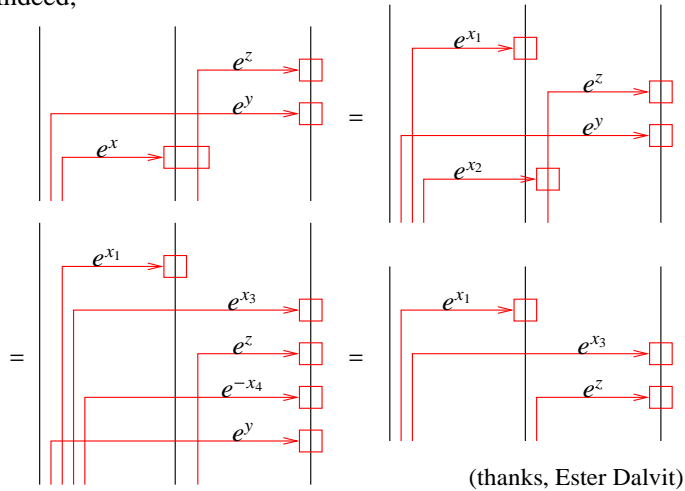 Indeed,
e^z
e^y
e^x
=
e^{x_1}
e^z
e^y
e^{x_2}
=
e^{x_1}
e^{x_3}
e^z
e^{-x_4}
e^y
=
e^{x_1}
e^{x_3}
e^z
(thanks, Ester Dalvit)